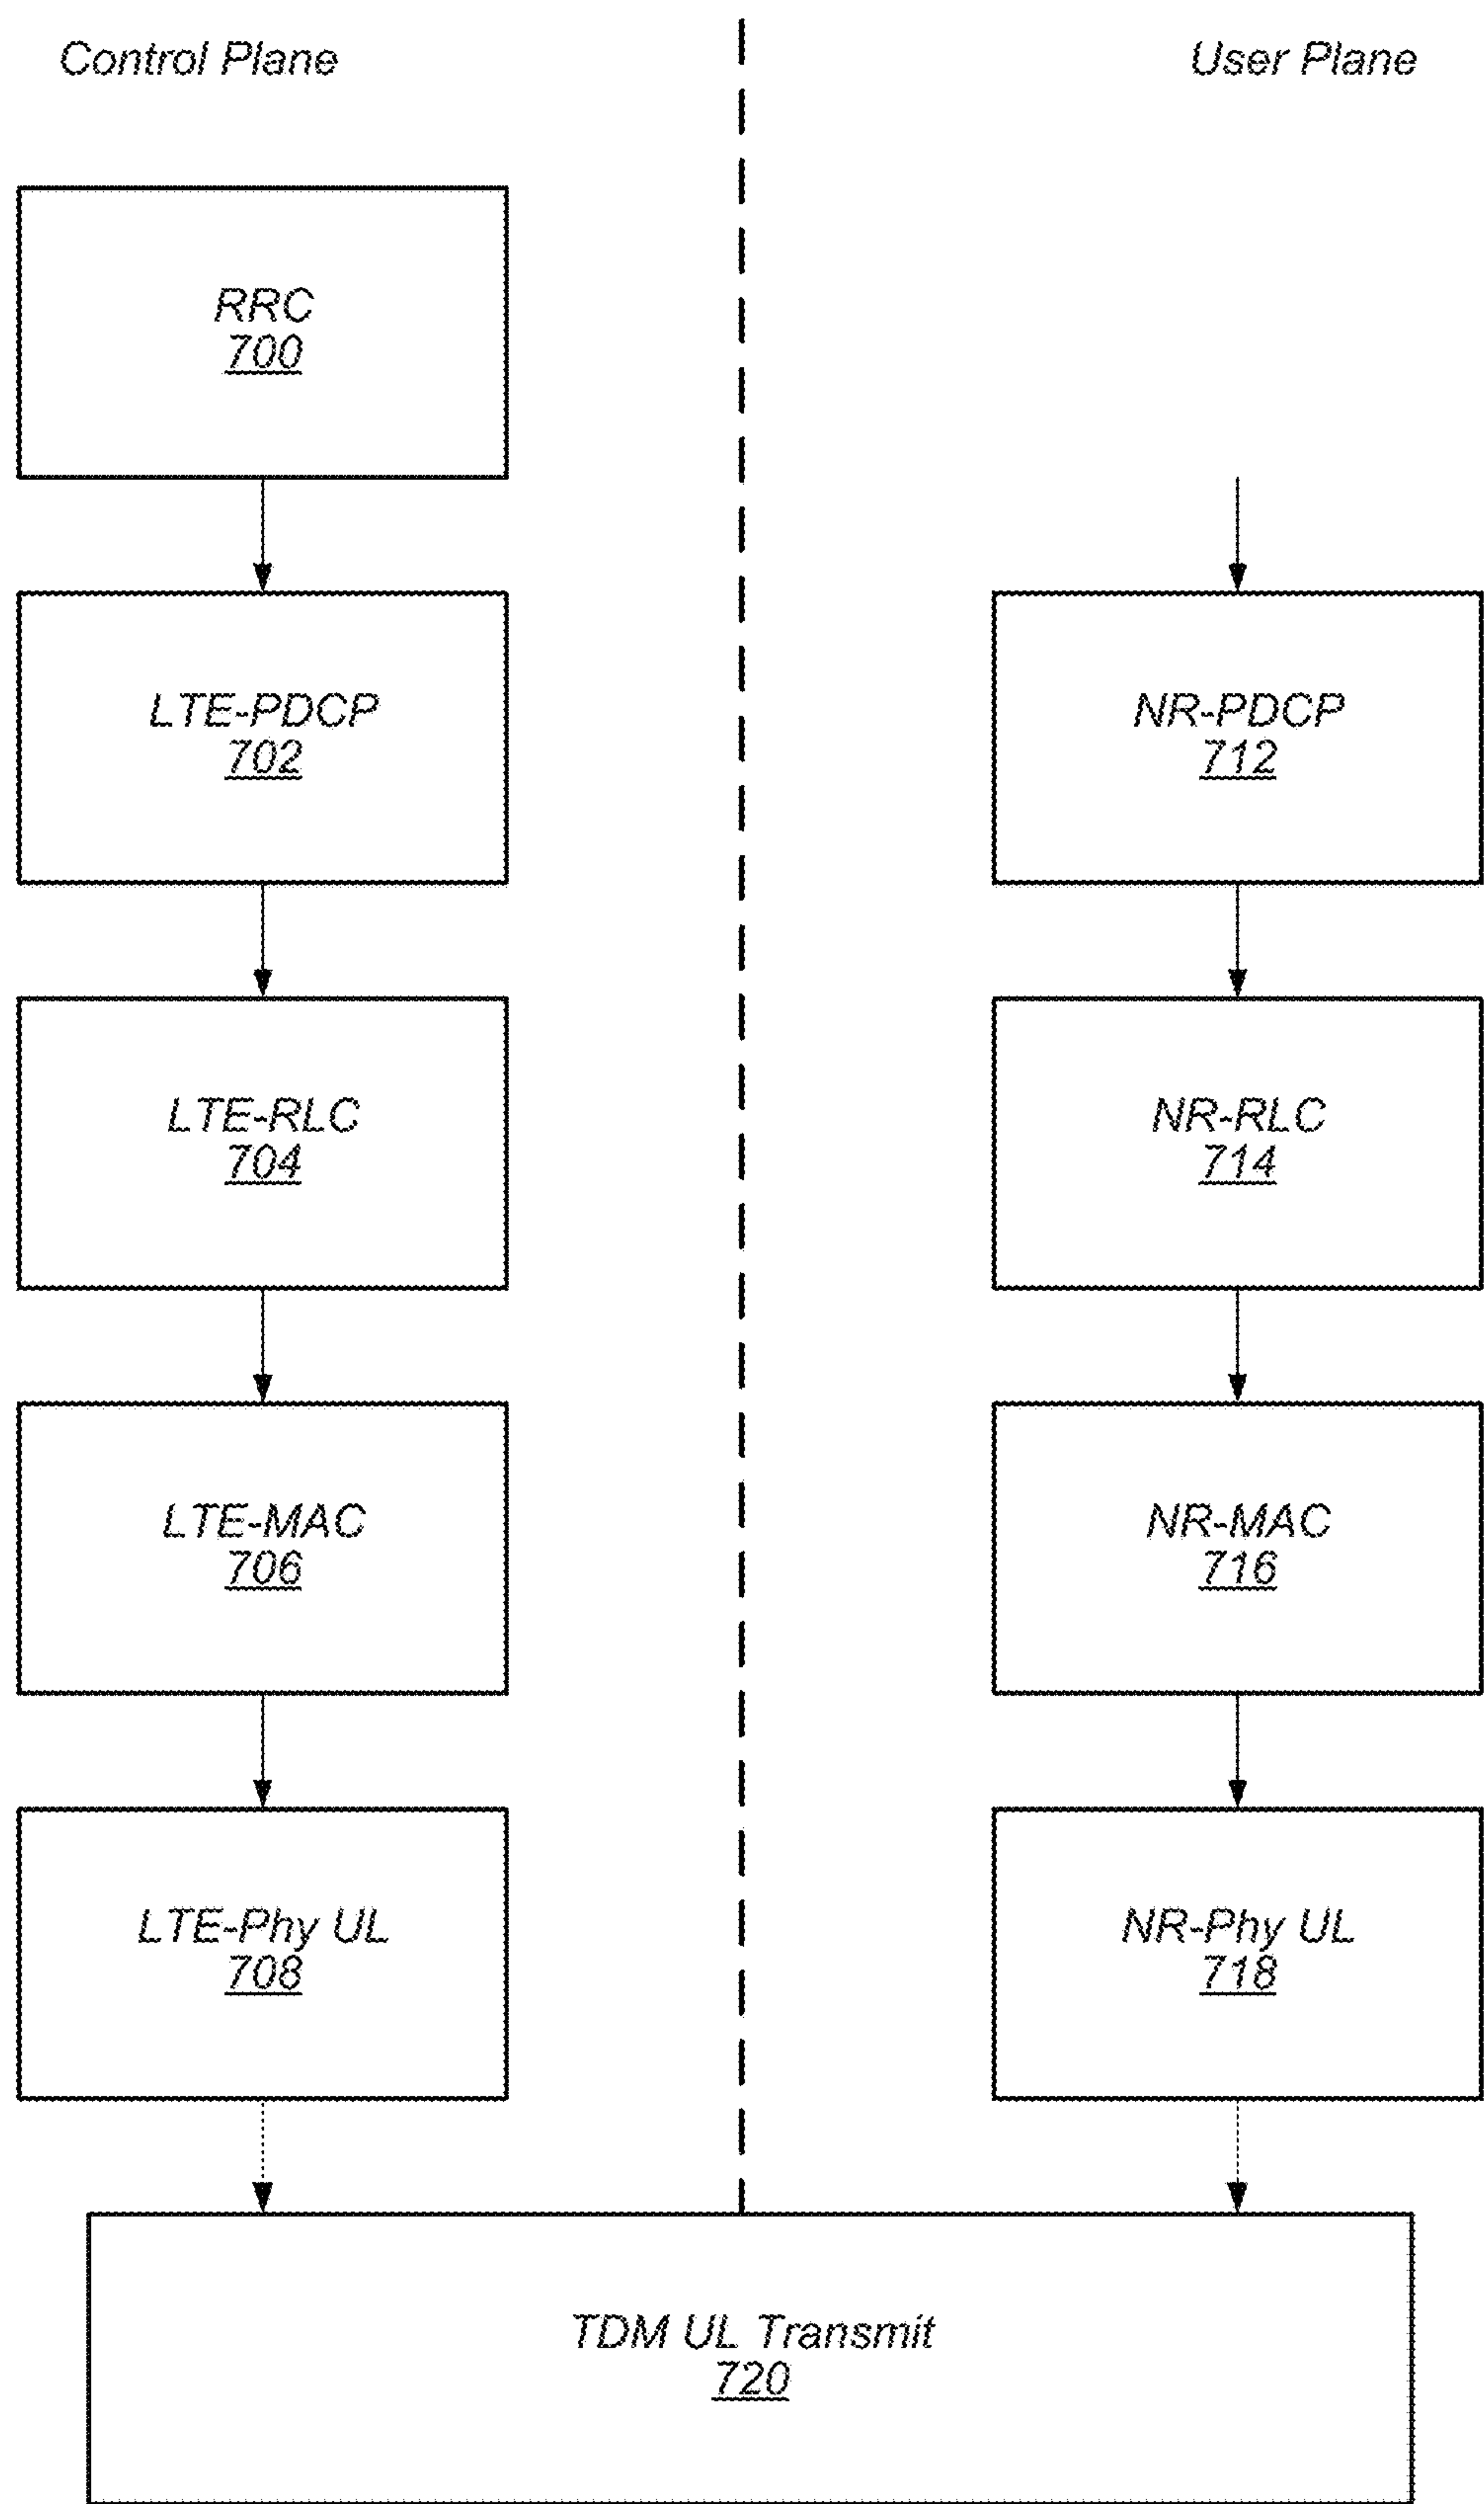 Control Plane
User Plane
RRC
700
LTE-PDCP
702
NR-PDCP
712
LTE-RLC
704
NR-RLC
714
LTE-MAC
706
NR-MAC
716
LTE-Phy UL
708
NR-Phy UL
718
TDM UL Transmit
720